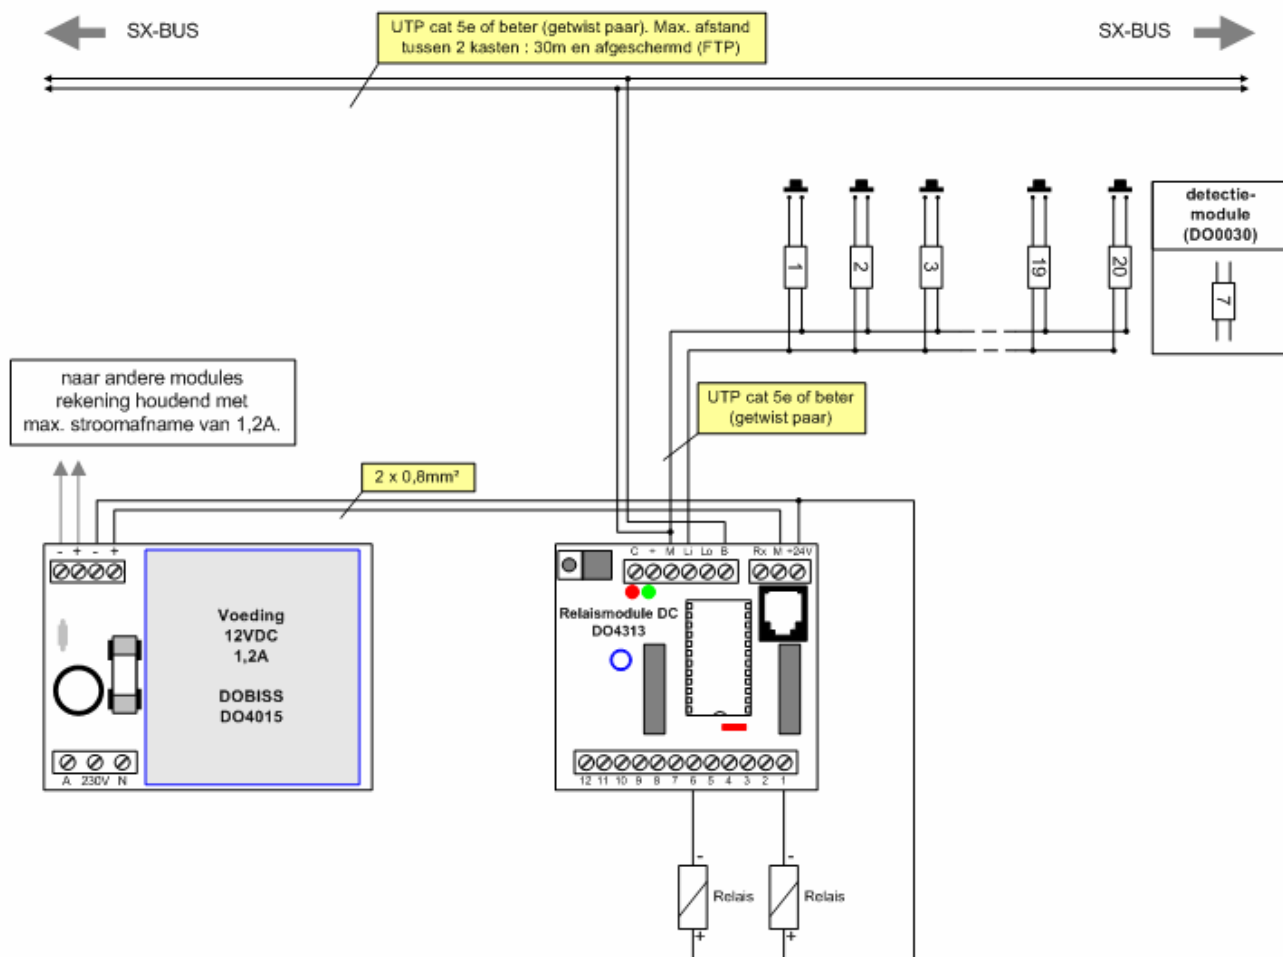 SX-BUS
UTP cat 5e of beter (getwist paar). Max. afstand
tussen 2 kasten : 30m en afgeschermd (FTP)
SX-BUS
detectie-
module
(DO0030)
1
2
3
19
20
7
naar andere modules
rekening houdend met
max. stroomafname van 1,2A.
UTP cat 5e of beter
(getwist paar)
2 x 0,8mm²
- + - +
C + M Li Lo B
Rx M +24V
Voeding
12VDC
1,2A
DOBISS
DO4015
Relaismodule DC
DO4313
A 230V N
12 11 10 9 8 7 6 5 4 3 2 1
- -
Relais Relais
+ +